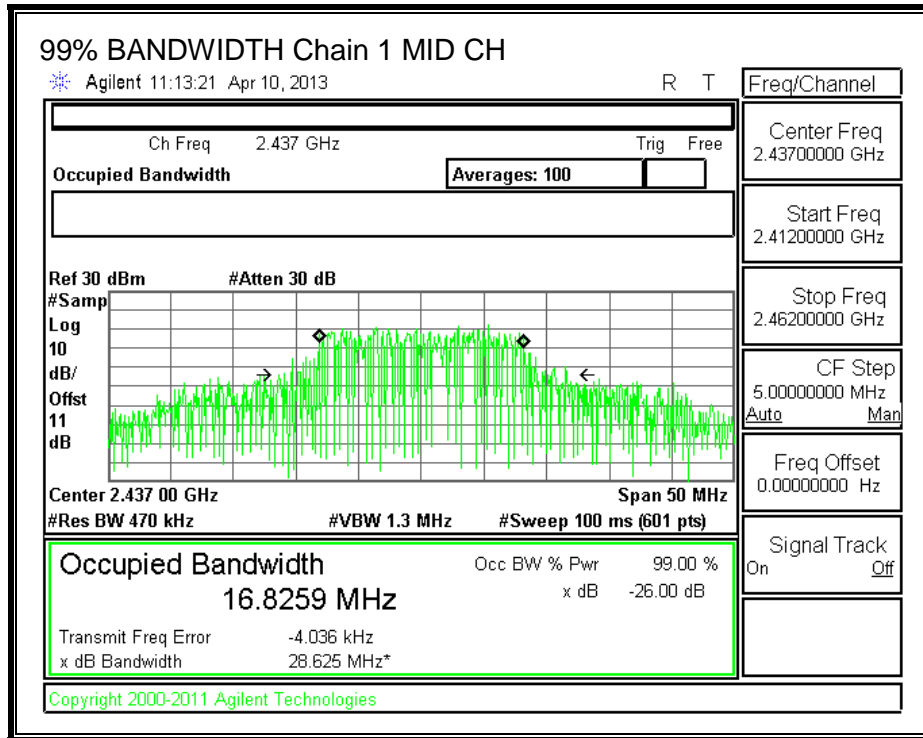 99% BANDWIDTH Chain 1 MID CH
Agilent 11:13:21 Apr 10, 2013 R T
Ch Freq 2.437 GHz Trig Free
Occupied Bandwidth Averages: 100
Ref 30 dBm #Atten 30 dB
#Samp
Log
10
dB/
Offst
11
dB
Center 2.437 00 GHz Span 50 MHz
#Res BW 470 kHz #VBW 1.3 MHz #Sweep 100 ms (601 pts)
Occupied Bandwidth Occ BW % Pwr 99.00 %
16.8259 MHz x dB -26.00 dB
Transmit Freq Error -4.036 kHz
x dB Bandwidth 28.625 MHz*
Copyright 2000-2011 Agilent Technologies
Freq/Channel
Center Freq
2.43700000 GHz
Start Freq
2.41200000 GHz
Stop Freq
2.46200000 GHz
CF Step
5.00000000 MHz
Auto Man
Freq Offset
0.00000000 Hz
Signal Track
On Off